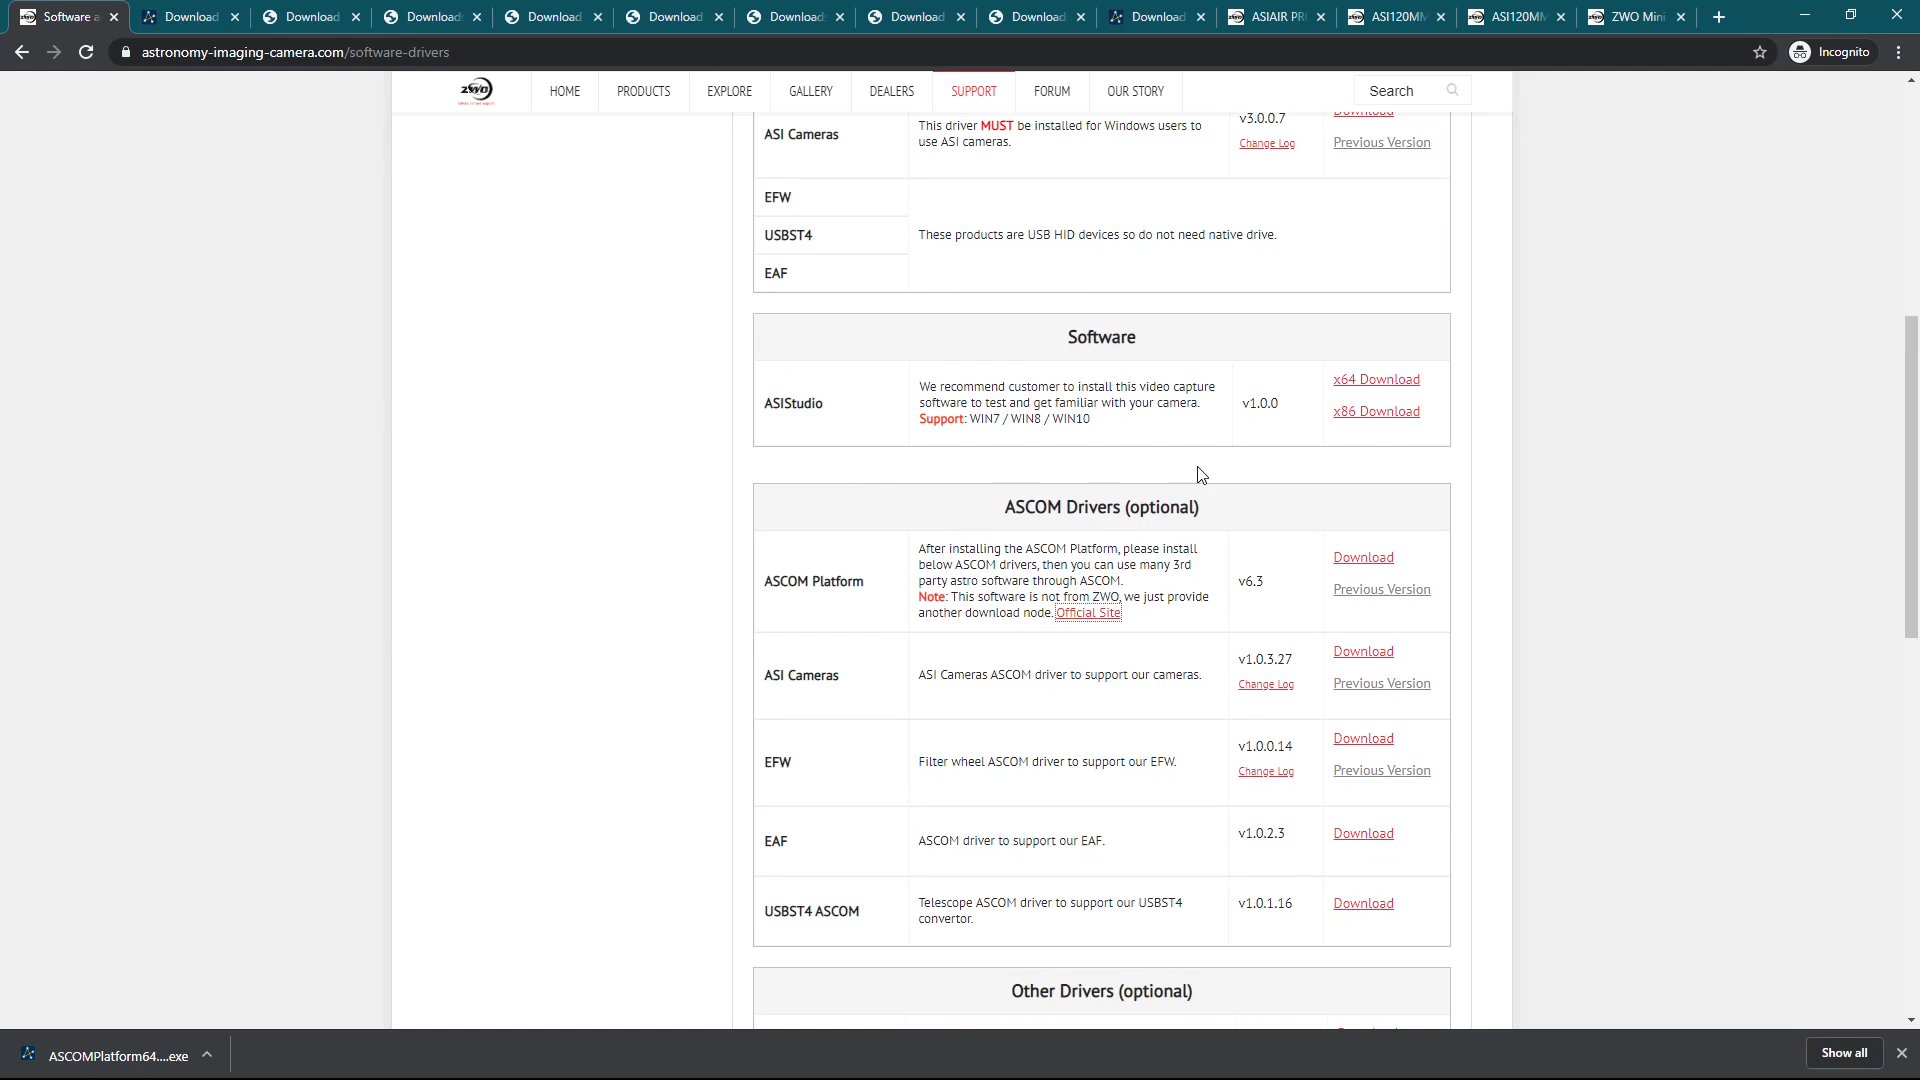 Software a
Download
Download
Download
Download
Download
Download
Download
Download
Download
ASIAIR PR
ASI120MM
ASI120MM
ZWO Mini
astronomy-imaging-camera.com/software-drivers
Incognito
ZWO
HOME
PRODUCTS
EXPLORE
GALLERY
DEALERS
SUPPORT
FORUM
OUR STORY
Search
ASI Cameras
This driver MUST be installed for Windows users to
use ASI cameras.
v3.0.0.7
Change Log
Download
Previous Version
EFW
USBST4
These products are USB HID devices so do not need native drive.
EAF
Software
ASIStudio
We recommend customer to install this video capture
software to test and get familiar with your camera.
Support: WIN7 / WIN8 / WIN10
v1.0.0
x64 Download
x86 Download
ASCOM Drivers (optional)
ASCOM Platform
After installing the ASCOM Platform, please install
below ASCOM drivers, then you can use many 3rd
party astro software through ASCOM.
Note: This software is not from ZWO, we just provide
another download node. Official Site
v6.3
Download
Previous Version
ASI Cameras
ASI Cameras ASCOM driver to support our cameras.
v1.0.3.27
Change Log
Download
Previous Version
EFW
Filter wheel ASCOM driver to support our EFW.
v1.0.0.14
Change Log
Download
Previous Version
EAF
ASCOM driver to support our EAF.
v1.0.2.3
Download
USBST4 ASCOM
Telescope ASCOM driver to support our USBST4
convertor.
v1.0.1.16
Download
Other Drivers (optional)
ASCOMPlatform64....exe
Show all